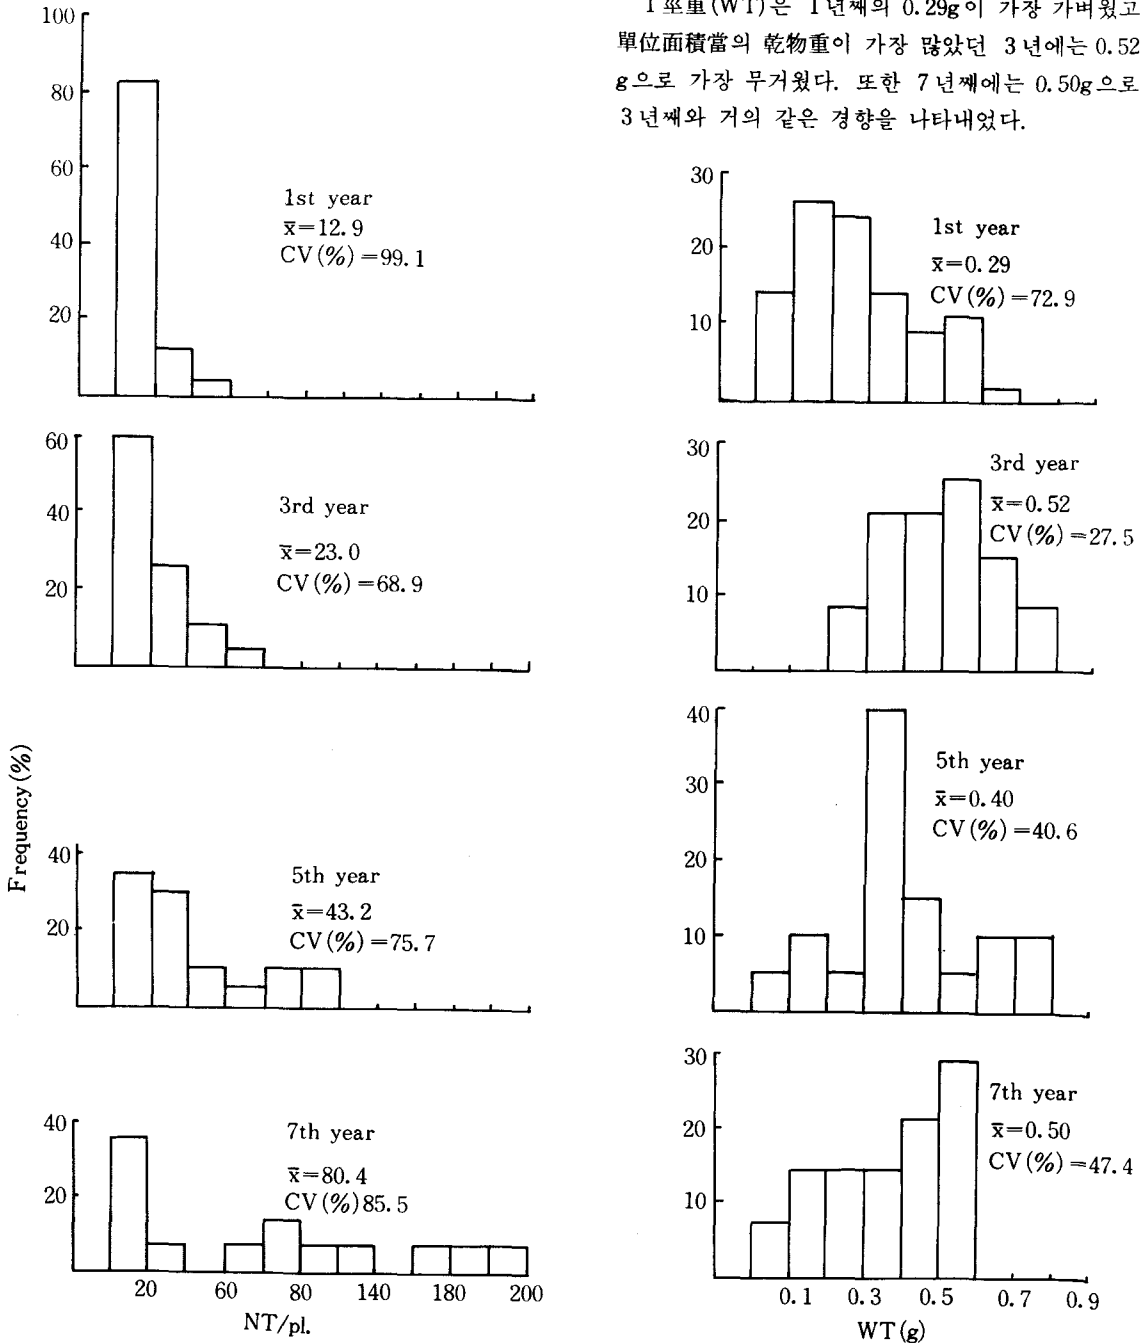 1莖重(WT)은 1년째의 0.29g이 가장 가벼웠고
單位面積當의 乾物重이 가장 많았던 3년에는 0.52
g으로 가장 무거웠다. 또한 7년째에는 0.50g으로
3년째와 거의 같은 경향을 나타내었다.
100
80
60
40
20
1st year
x̄=12.9
CV(%)=99.1
60
40
20
3rd year
x̄=23.0
CV(%)=68.9
Frequency(%)
40
20
5th year
x̄=43.2
CV(%)=75.7
40
20
7th year
x̄=80.4
CV(%)85.5
20 60 80 140 180 200
NT/pl.
30
20
10
1st year
x̄=0.29
CV(%)=72.9
30
20
10
3rd year
x̄=0.52
CV(%)=27.5
40
30
20
10
5th year
x̄=0.40
CV(%)=40.6
30
20
10
7th year
x̄=0.50
CV(%)=47.4
0.1 0.3 0.5 0.7 0.9
WT(g)